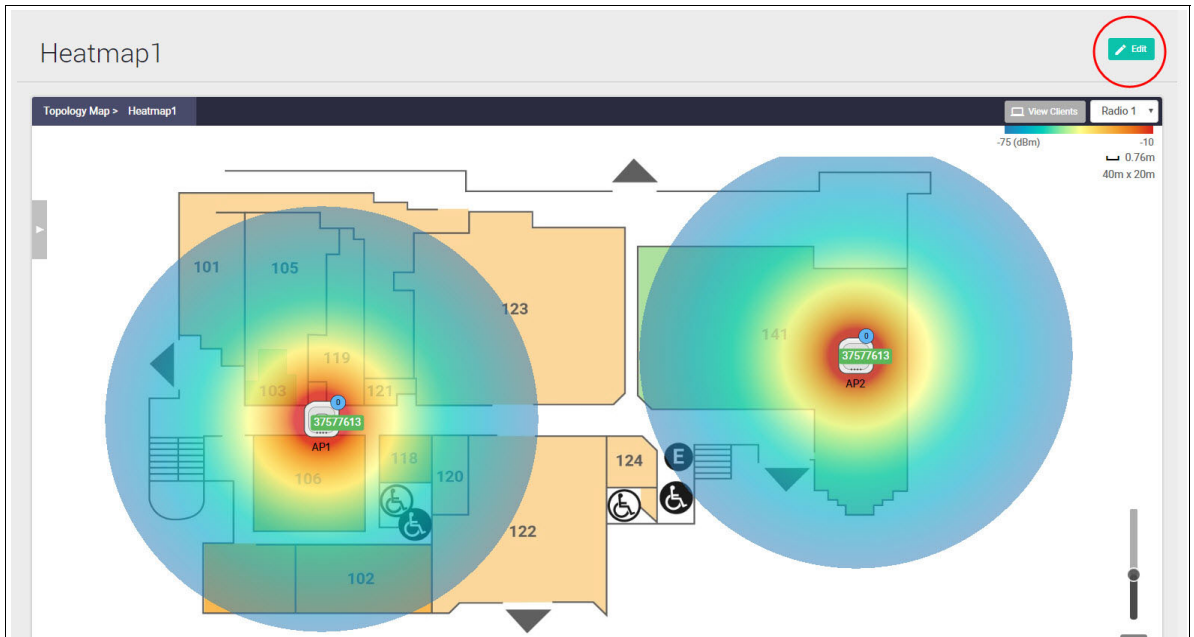 Heatmap1
Edit
Topology Map > Heatmap1
View Clients
Radio 1
-75 (dBm)
-10
0.76m
40m x 20m
101
105
123
141
119
103
121
0
37577613
AP1
0
37577613
AP2
118
106
120
124
E
122
102